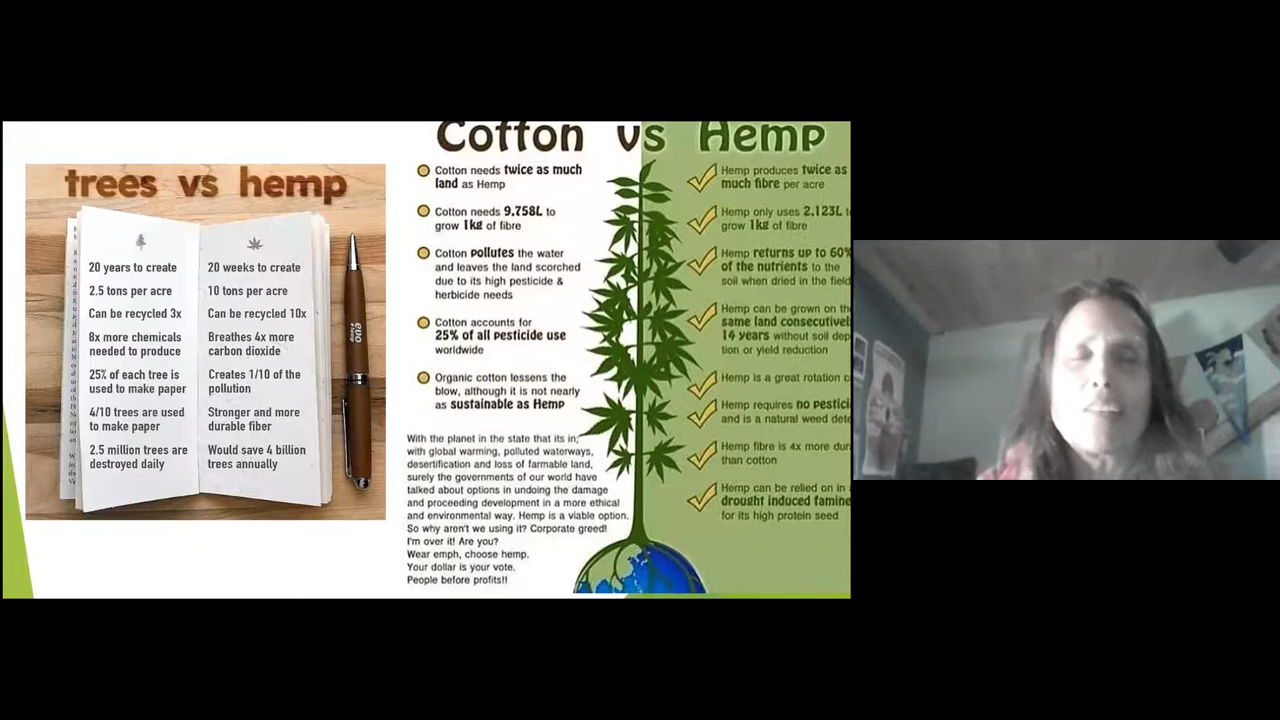 trees vs hemp
20 years to create
2.5 tons per acre
Can be recycled 3x
8x more chemicals
needed to produce
25% of each tree is
used to make paper
4/10 trees are used
to make paper
2.5 million trees are
destroyed daily
20 weeks to create
10 tons per acre
Can be recycled 10x
Breathes 4x more
carbon dioxide
Creates 1/10 of the
pollution
Stronger and more
durable fiber
Would save 4 billion
trees annually
Cotton vs Hemp
Cotton needs twice as much
land as Hemp
Cotton needs 9,758L to
grow 1kg of fibre
Cotton pollutes the water
and leaves the land scorched
due to its high pesticide &
herbicide needs
Cotton accounts for
25% of all pesticide use
worldwide
Organic cotton lessens the
blow, although it is not nearly
as sustainable as Hemp
With the planet in the state that its in;
with global warming, polluted waterways,
desertification and loss of farmable land,
surely the governments of our world have
talked about options in undoing the damage
and proceeding development in a more ethical
and environmental way. Hemp is a viable option.
So why aren't we using it? Corporate greed!
I'm over it! Are you?
Wear emph, choose hemp.
Your dollar is your vote.
People before profits!!
Hemp produces twice as
much fibre per acre
Hemp only uses 2,123L t
grow 1kg of fibre
Hemp returns up to 60%
of the nutrients to the
soil when dried in the field
Hemp can be grown on the
same land consecutivel
14 years without soil dep
tion or yield reduction
Hemp is a great rotation c
Hemp requires no pestici
and is a natural weed dete
Hemp fibre is 4x more dur
than cotton
Hemp can be relied on in
drought induced famine
for its high protein seed